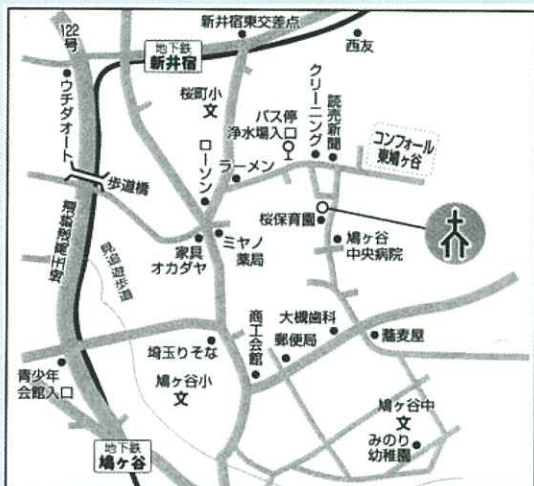 新井宿東交差点
122号
地下鉄
新井宿
西友
ウチダオート
桜町小
文
バス停
浄水場入口
クリーニング
読売新聞
コンフォール
東鳩ヶ谷
ローソン
ラーメン
歩道橋
桜保育園
埼玉高速鉄道
見沼遊歩道
家具
オカダヤ
ミヤノ
薬局
鳩ヶ谷
中央病院
商工会館
大槻歯科
郵便局
蕎麦屋
埼玉りそな
青少年
会館入口
鳩ヶ谷小
文
鳩ヶ谷中
文
みのり
幼稚園
地下鉄
鳩ヶ谷